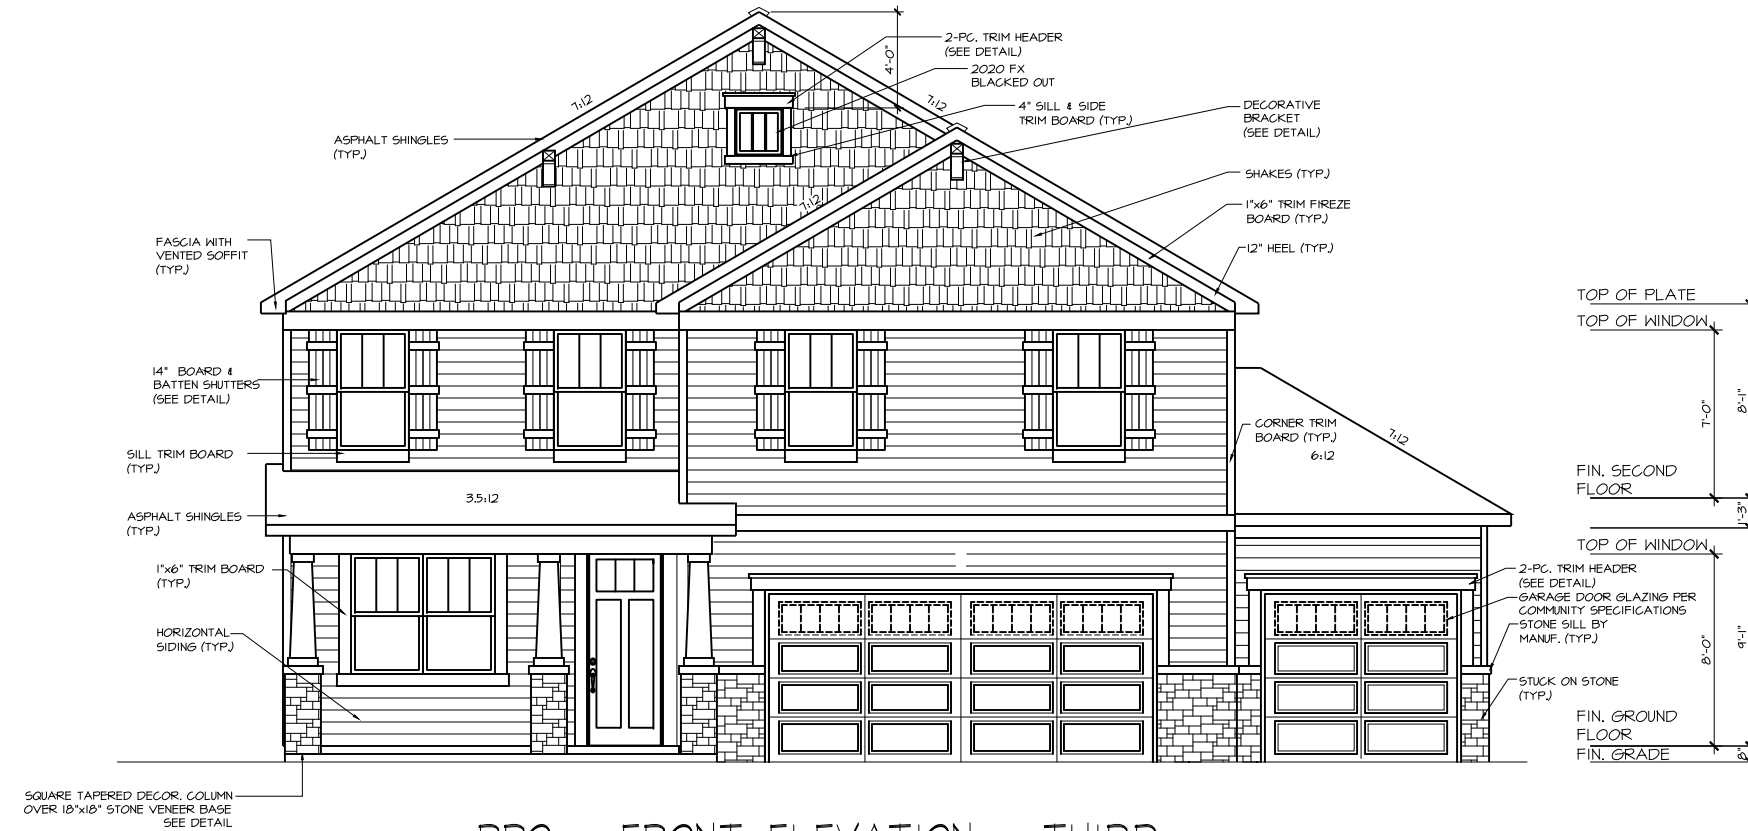 2-PC. TRIM HEADER
(SEE DETAIL)
4'-0"
2020 FX
BLACKED OUT
7:12
7:12
4" SILL & SIDE
TRIM BOARD (TYP.)
DECORATIVE
BRACKET
(SEE DETAIL)
ASPHALT SHINGLES
(TYP.)
SHAKES (TYP.)
7:12
1"x6" TRIM FIREZE
BOARD (TYP.)
FASCIA WITH
VENTED SOFFIT
(TYP.)
12" HEEL (TYP.)
TOP OF PLATE
TOP OF WINDOW
14" BOARD &
BATTEN SHUTTERS
(SEE DETAIL)
7'-0"
8'-1"
CORNER TRIM
BOARD (TYP.)
7:12
6:12
SILL TRIM BOARD
(TYP.)
FIN. SECOND
FLOOR
3.5:12
ASPHALT SHINGLES
(TYP.)
1'-3"
TOP OF WINDOW
1"x6" TRIM BOARD
(TYP.)
2-PC. TRIM HEADER
(SEE DETAIL)
GARAGE DOOR GLAZING PER
COMMUNITY SPECIFICATIONS
STONE SILL BY
MANUF. (TYP.)
HORIZONTAL
SIDING (TYP.)
8'-0"
9'-1"
STUCK ON STONE
(TYP.)
FIN. GROUND
FLOOR
FIN. GRADE
8"
SQUARE TAPERED DECOR. COLUMN
OVER 18"x18" STONE VENEER BASE
SEE DETAIL
FRONT ELEVATION - THIRD